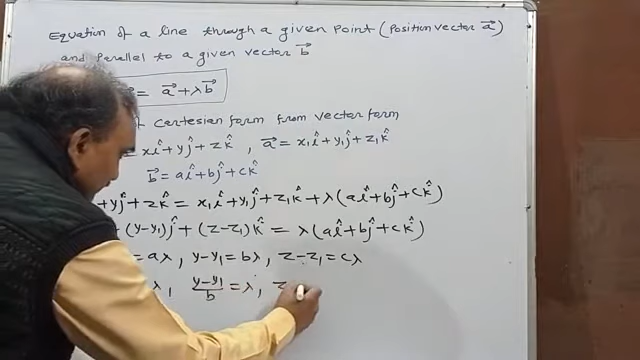 Equation of a line through a given point (Position vector a⃗)
and Parallel to a given vector b⃗
= a⃗ + λb⃗
of Cartesian form from vector form
= xî + yĵ + zk̂ , a⃗ = x₁î + y₁ĵ + z₁k̂
b⃗ = aî + bĵ + ck̂
+ yĵ + zk̂ = x₁î + y₁ĵ + z₁k̂ + λ(aî + bĵ + ck̂)
+ (y-y₁)ĵ + (z-z₁)k̂ = λ(aî + bĵ + ck̂)
= aλ , y-y₁ = bλ , z-z₁ = cλ
λ , (y-y₁)/b = λ , z